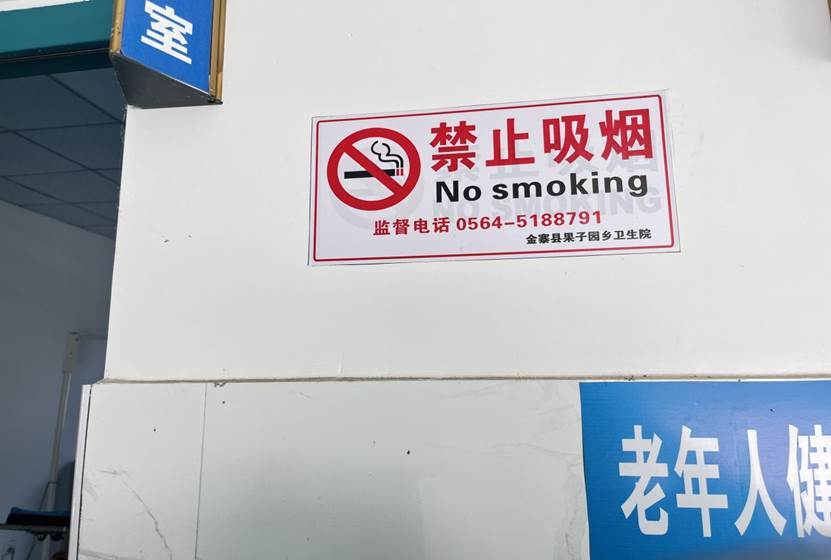 室
禁止吸烟
No smoking
监督电话 0564-5188791
金寨县果子园乡卫生院
老年人健